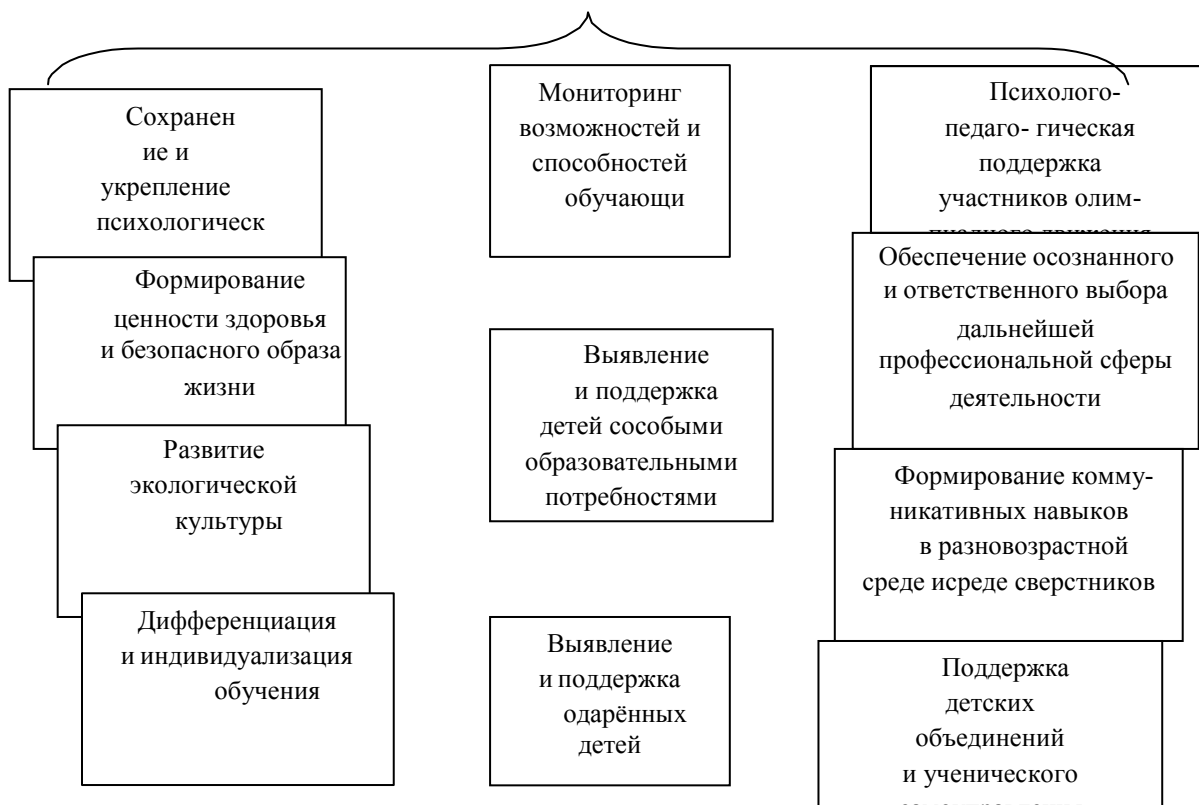 Сохранен
ие и
укрепление
психологическ
Формирование
ценности здоровья
и безопасного образа
жизни
Развитие
экологической
культуры
Дифференциация
и индивидуализация
обучения
Мониторинг
возможностей и
способностей
обучающи
Выявление
и поддержка
детей сособыми
образовательными
потребностями
Выявление
и поддержка
одарённых
детей
Психолого-
педаго- гическая
поддержка
участников олим-
пиадного движения
Обеспечение осознанного
и ответственного выбора
дальнейшей
профессиональной сферы
деятельности
Формирование комму-
никативных навыков
в разновозрастной
среде исреде сверстников
Поддержка
детских
объединений
и ученического